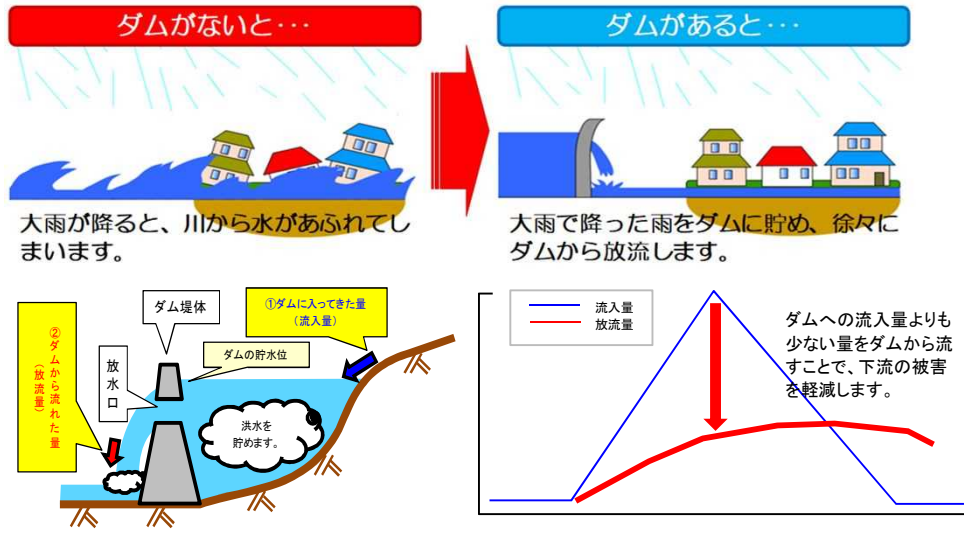 ダムがないと･･･
大雨が降ると、川から水があふれてし
まいます。
ダムがあると･･･
大雨で降った雨をダムに貯め、徐々に
ダムから放流します。
ダム堤体
①ダムに入ってきた量
（流入量）
ダムの貯水位
放水口
②ダムから流れた量
（放流量）
洪水を
貯めます。
流入量
放流量
ダムへの流入量よりも
少ない量をダムから流
すことで、下流の被害
を軽減します。